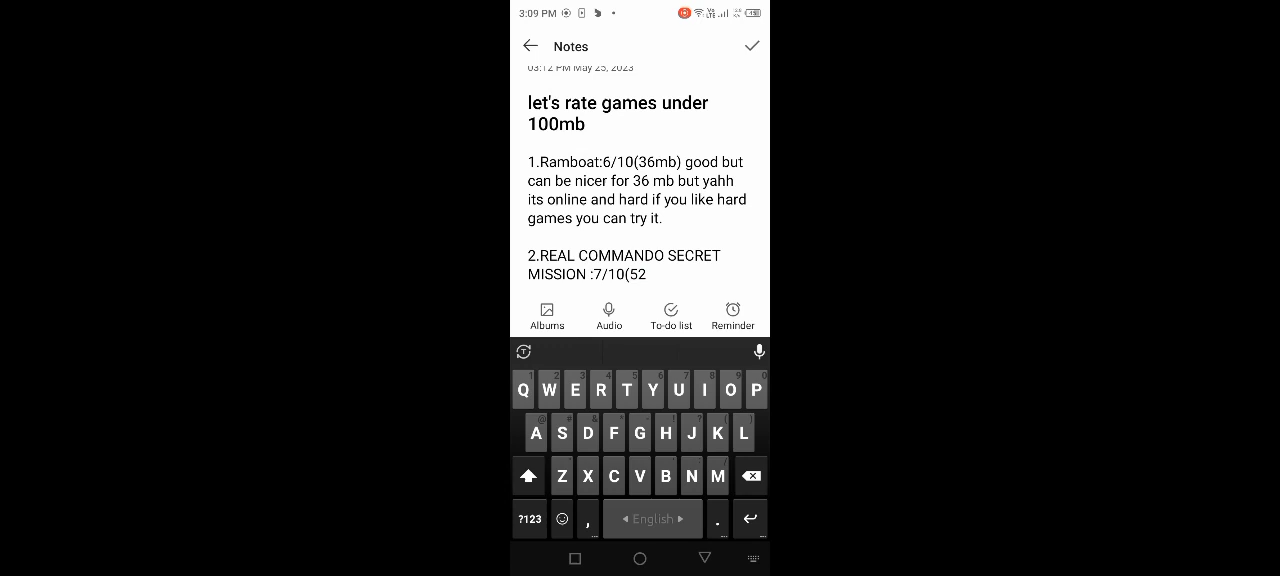 3:09 PM
Notes
03:12 PM May 25, 2023
let's rate games under
100mb
1.Ramboat:6/10(36mb) good but
can be nicer for 36 mb but yahh
its online and hard if you like hard
games you can try it.
2.REAL COMMANDO SECRET
MISSION :7/10(52
Albums Audio To-do list Reminder
Q W E R T Y U I O P
A S D F G H J K L
Z X C V B N M
?123 , English .